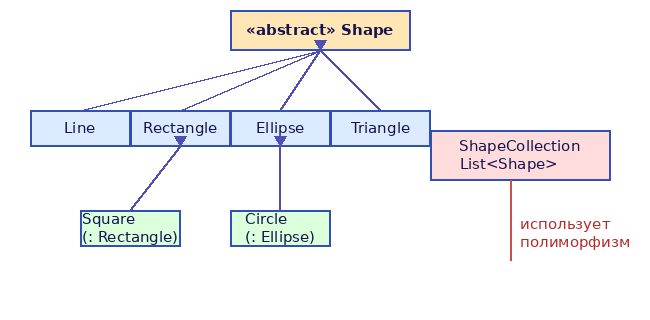 «abstract» Shape
Line
Rectangle
Ellipse
Triangle
ShapeCollection
List<Shape>
Square
(: Rectangle)
Circle
(: Ellipse)
использует
полиморфизм